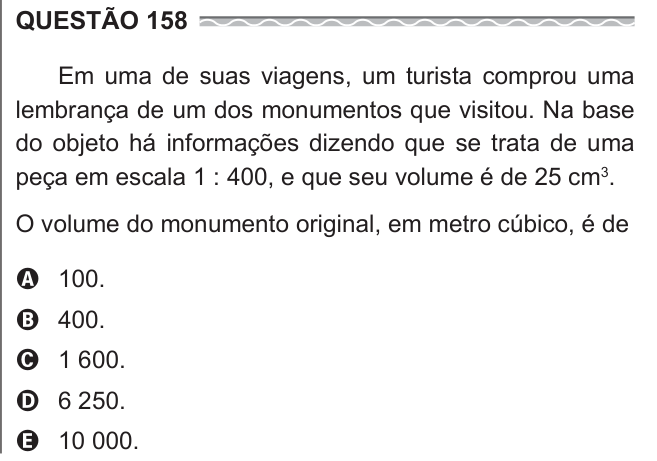 QUESTÃO 158
Em uma de suas viagens, um turista comprou uma
lembrança de um dos monumentos que visitou. Na base
do objeto há informações dizendo que se trata de uma
peça em escala 1 : 400, e que seu volume é de 25 cm³.
O volume do monumento original, em metro cúbico, é de
A 100.
B 400.
C 1 600.
D 6 250.
E 10 000.